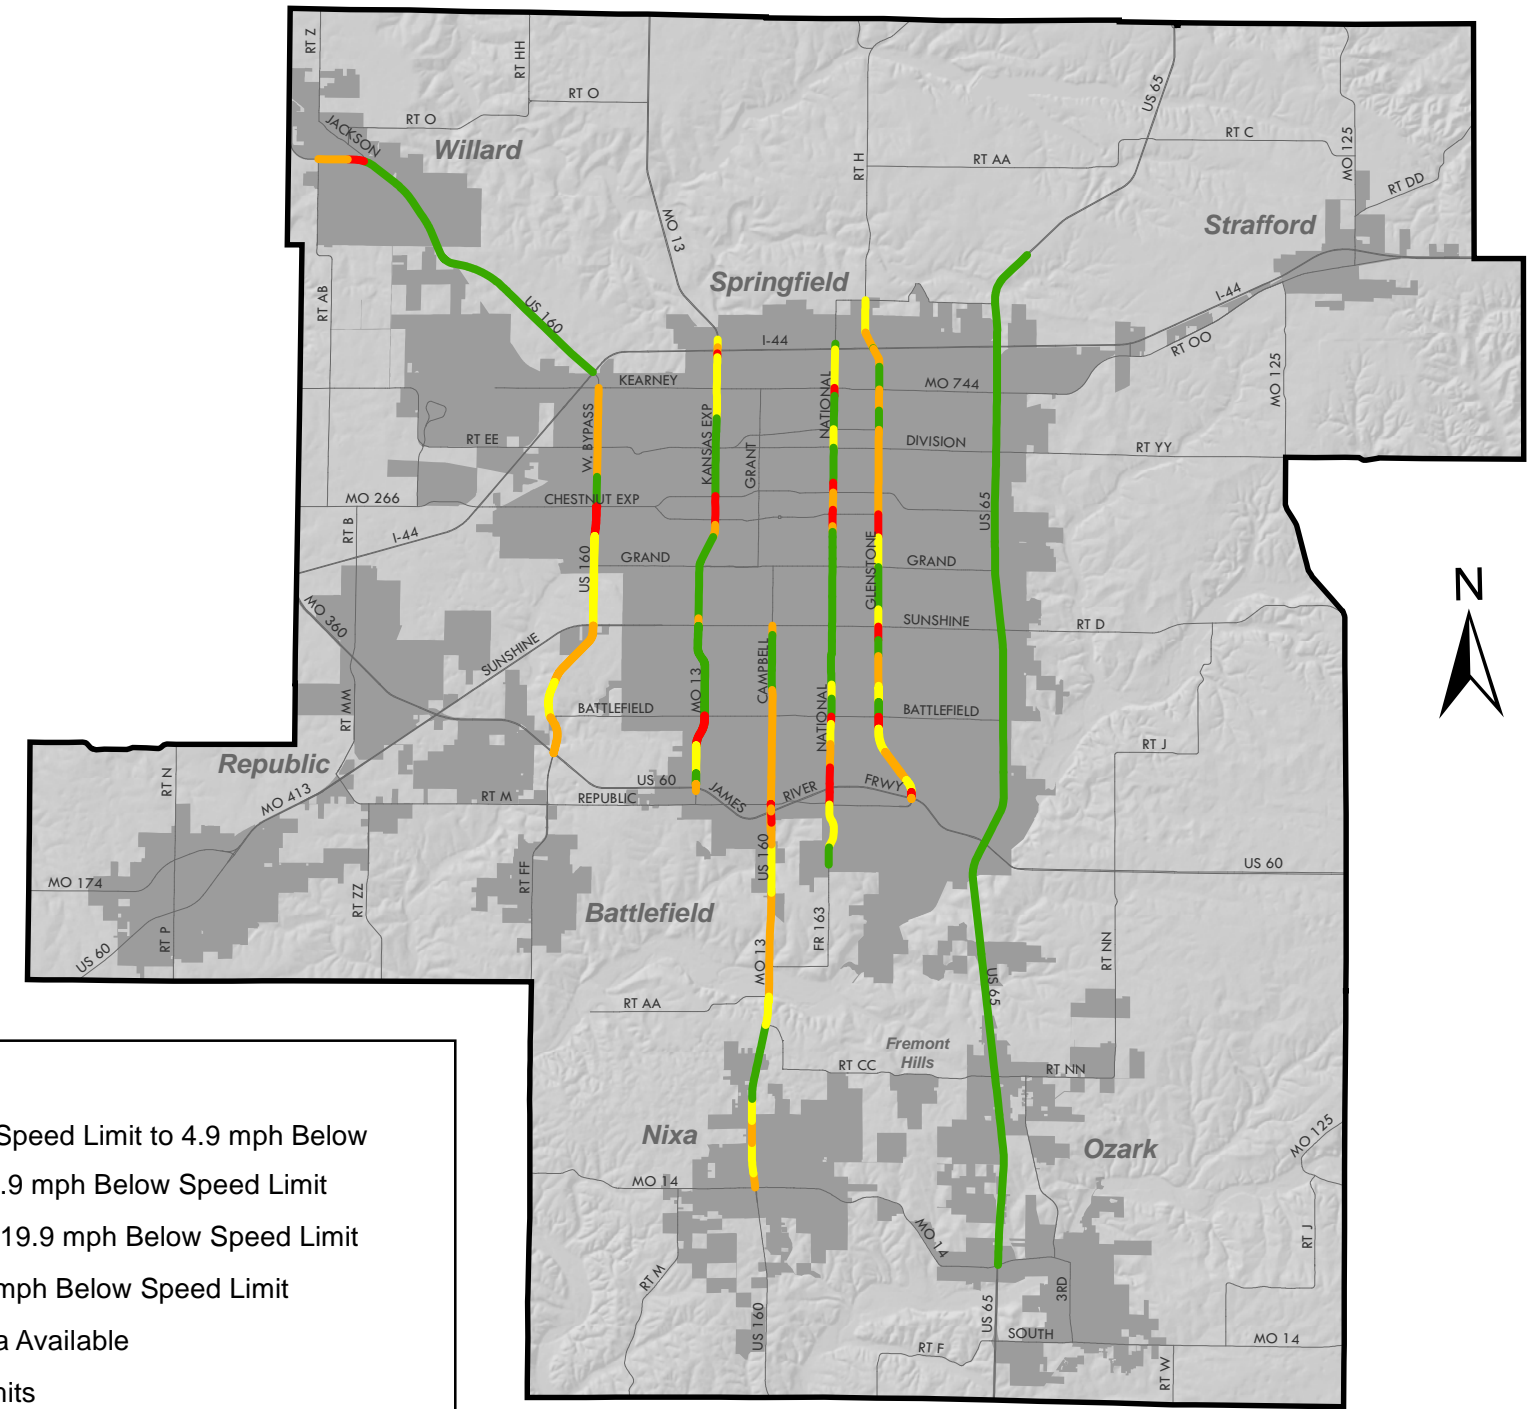 RT Z
RT HH
RT O
RT O
JACKSON
Willard
RT H
US 65
RT C
RT AA
MO 125
RT DD
MO 13
Strafford
Springfield
RT AB
US 160
I-44
I-44
RT OO
KEARNEY
MO 744
MO 125
W. BYPASS
KANSAS EXP
GRANT
NATIONAL
RT EE
DIVISION
RT YY
MO 266
CHESTNUT EXP
US 65
RT B
I-44
GRAND
GRAND
US 160
GLENSTONE
N
MO 360
SUNSHINE
SUNSHINE
RT D
CAMPBELL
MO 13
RT MM
BATTLEFIELD
NATIONAL
BATTLEFIELD
RT J
Republic
RT N
MO 413
RT M
US 60
REPUBLIC
JAMES
RIVER
FRWY
US 60
US 160
MO 174
RT ZZ
RT FF
Battlefield
FR 163
RT P
US 60
MO 13
RT NN
US 65
RT AA
Fremont
Hills
RT CC
RT NN
Nixa
Ozark
MO 125
MO 14
MO 14
RT J
RT M
3RD
US 160
US 65
SOUTH
MO 14
RT F
RT W
Speed Limit to 4.9 mph Below
.9 mph Below Speed Limit
19.9 mph Below Speed Limit
mph Below Speed Limit
a Available
nits